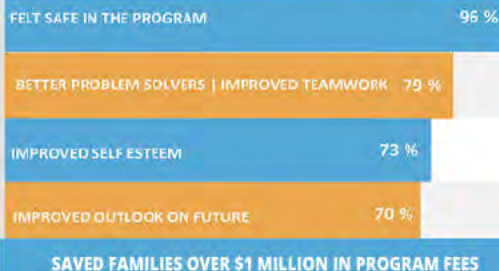 FELT SAFE IN THE PROGRAM 96 %
BETTER PROBLEM SOLVERS | IMPROVED TEAMWORK 79 %
IMPROVED SELF ESTEEM 73 %
IMPROVED OUTLOOK ON FUTURE 70 %
SAVED FAMILIES OVER $1 MILLION IN PROGRAM FEES